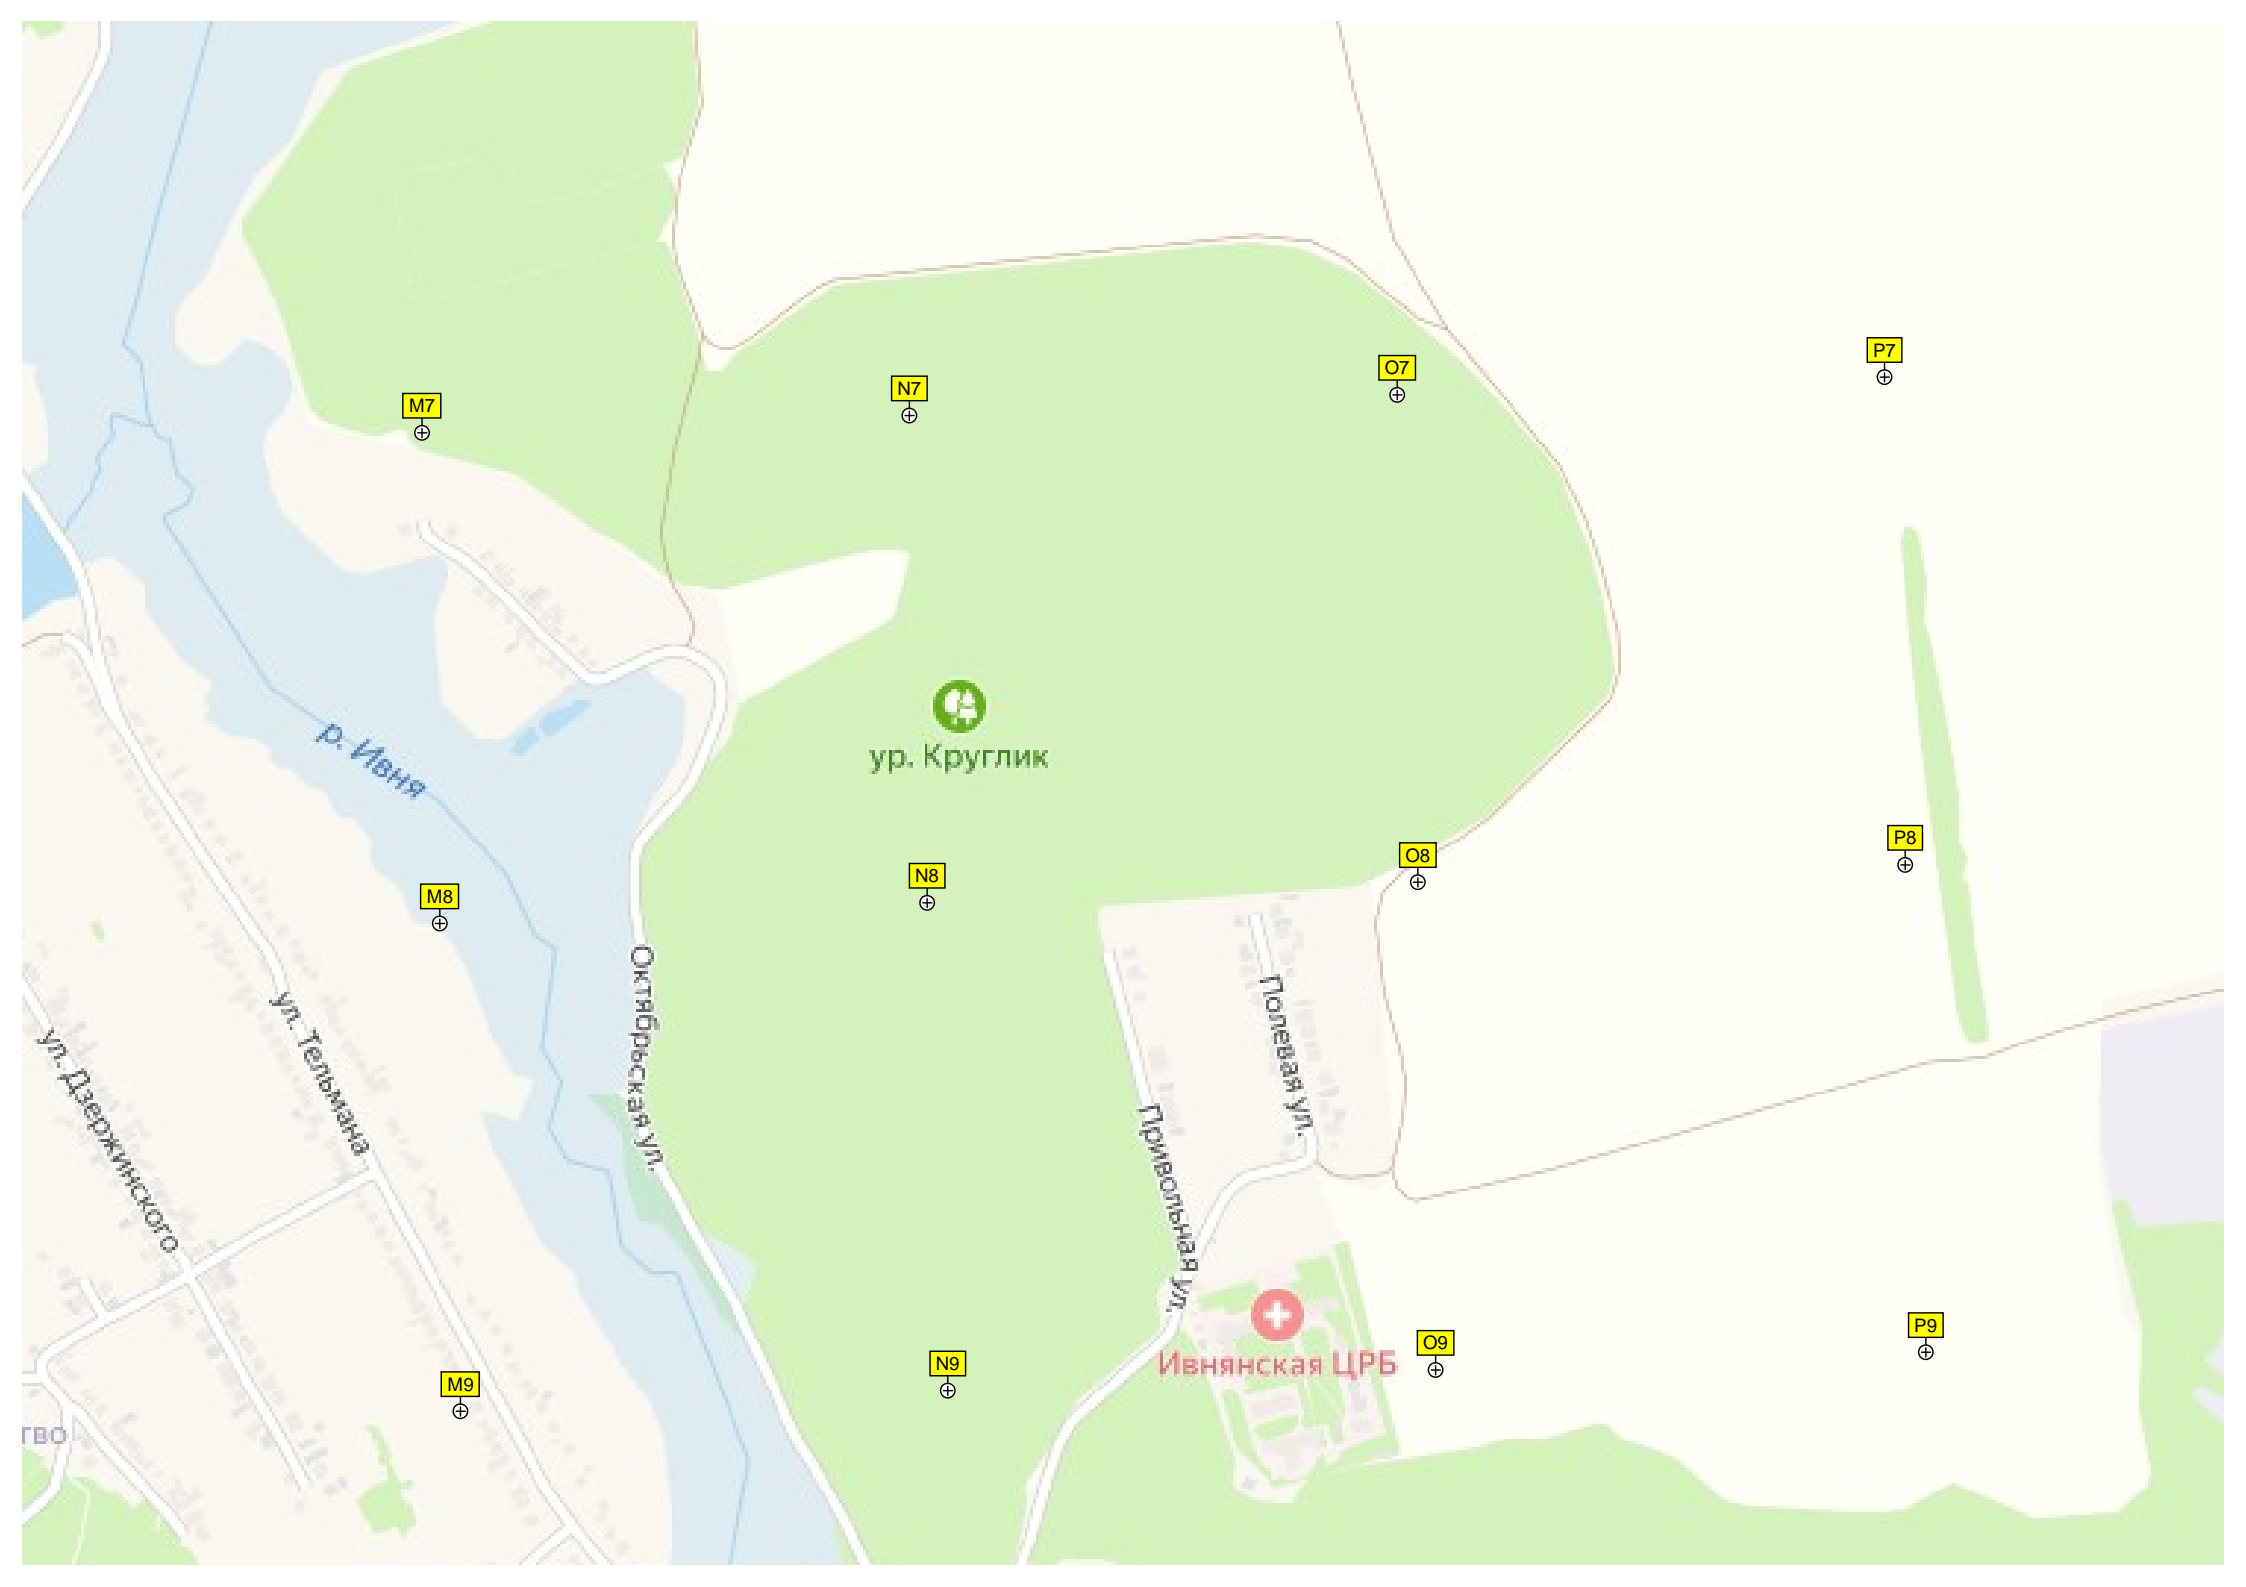 P7
O7
N7
M7
р. Ивня
ур. Круглик
P8
O8
N8
M8
Октябрьская ул.
ул. Тельмана
ул. Дзержинского
Полевая ул.
Привольная ул.
P9
O9
N9
M9
Ивнянская ЦРБ
тво